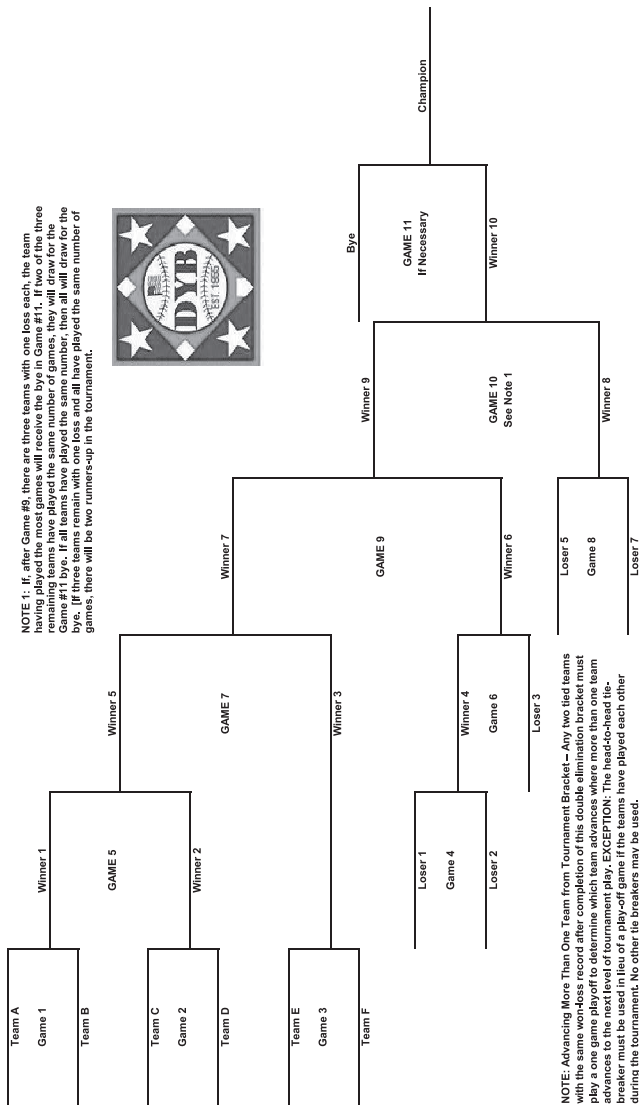 Team A
Game 1
Team B
Team C
Game 2
Team D
Team E
Game 3
Team F
Winner 1
GAME 5
Winner 2
Loser 1
Game 4
Loser 2
Winner 5
GAME 7
Winner 3
Winner 4
Game 6
Loser 3
Winner 7
GAME 9
Winner 6
Loser 5
Game 8
Loser 7
Winner 9
GAME 10
See Note 1
Winner 8
Bye
GAME 11
If Necessary
Winner 10
Champion
NOTE 1: If, after Game #9, there are three teams with one loss each, the team
having played the most games will receive the bye in Game #11. If two of the three
remaining teams have played the same number of games, they will draw for the
Game #11 bye. If all teams have played the same number, then all will draw for the
bye. [If three teams remain with one loss and all have played the same number of
games, there will be two runners-up in the tournament.
DYB
EST. 1955
NOTE: Advancing More Than One Team from Tournament Bracket – Any two tied teams
with the same won-loss record after completion of this double elimination bracket must
play a one game playoff to determine which team advances where more than one team
advances to the next level of tournament play. EXCEPTION: The head-to-head tie-
breaker must be used in lieu of a play-off game if the teams have played each other
during the tournament. No other tie breakers may be used.